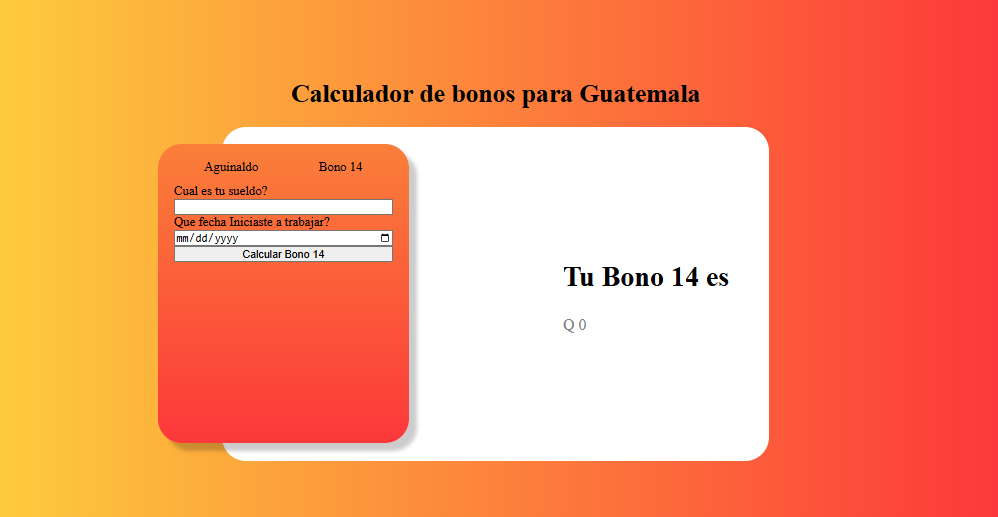 Calculador de bonos para Guatemala
Aguinaldo Bono 14
Cual es tu sueldo?
Que fecha Iniciaste a trabajar?
mm/dd/yyyy
Calcular Bono 14
Tu Bono 14 es
Q 0